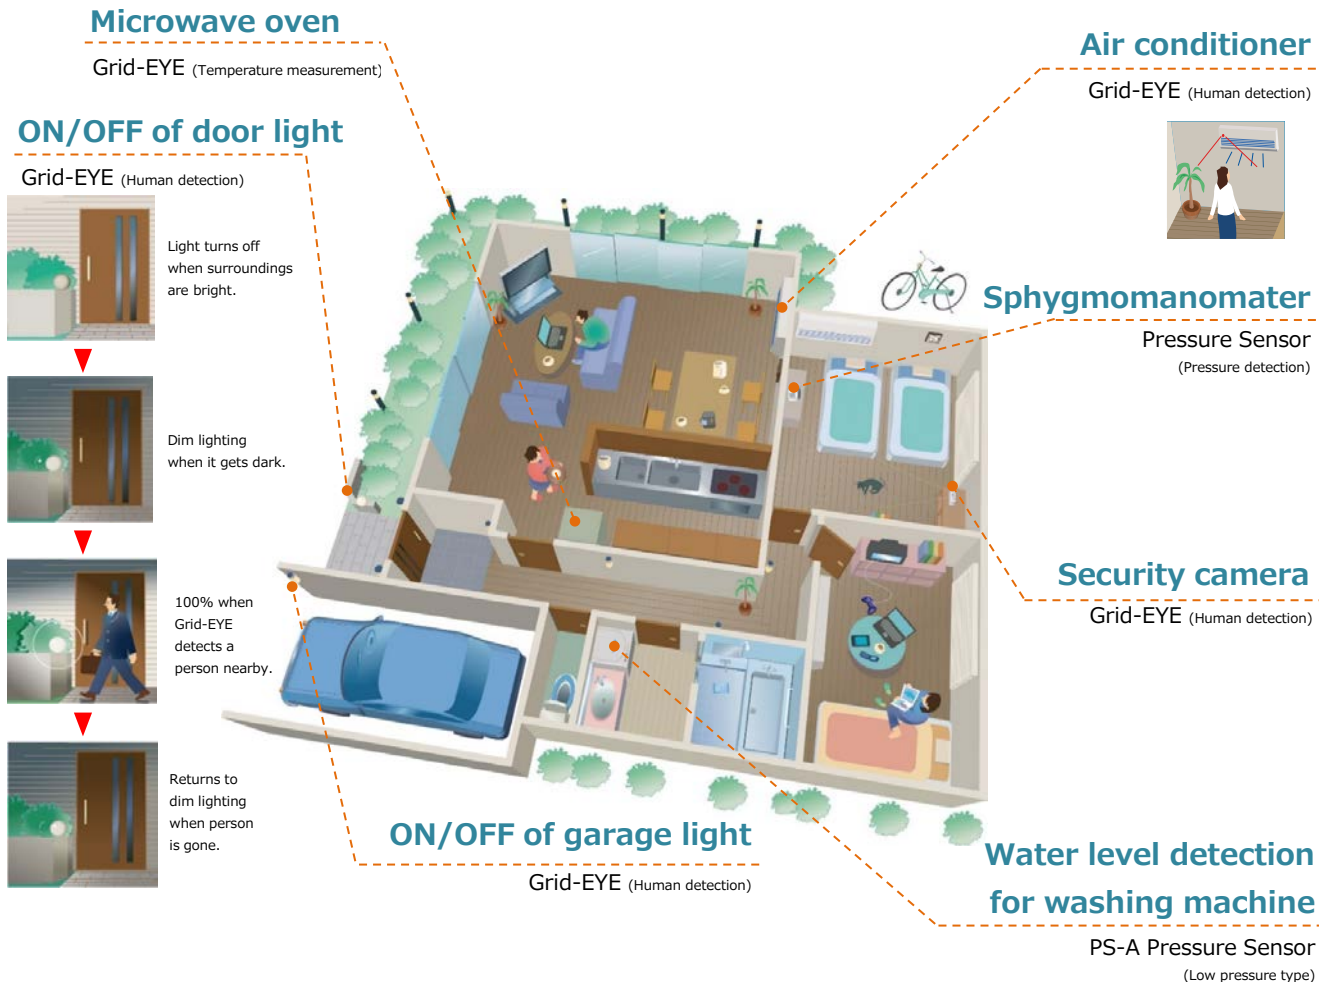 Microwave oven
Grid-EYE (Temperature measurement)
Air conditioner
Grid-EYE (Human detection)
ON/OFF of door light
Grid-EYE (Human detection)
Light turns off
when surroundings
are bright.
Dim lighting
when it gets dark.
100% when
Grid-EYE
detects a
person nearby.
Returns to
dim lighting
when person
is gone.
Sphygmomanomater
Pressure Sensor
(Pressure detection)
Security camera
Grid-EYE (Human detection)
ON/OFF of garage light
Grid-EYE (Human detection)
Water level detection
for washing machine
PS-A Pressure Sensor
(Low pressure type)